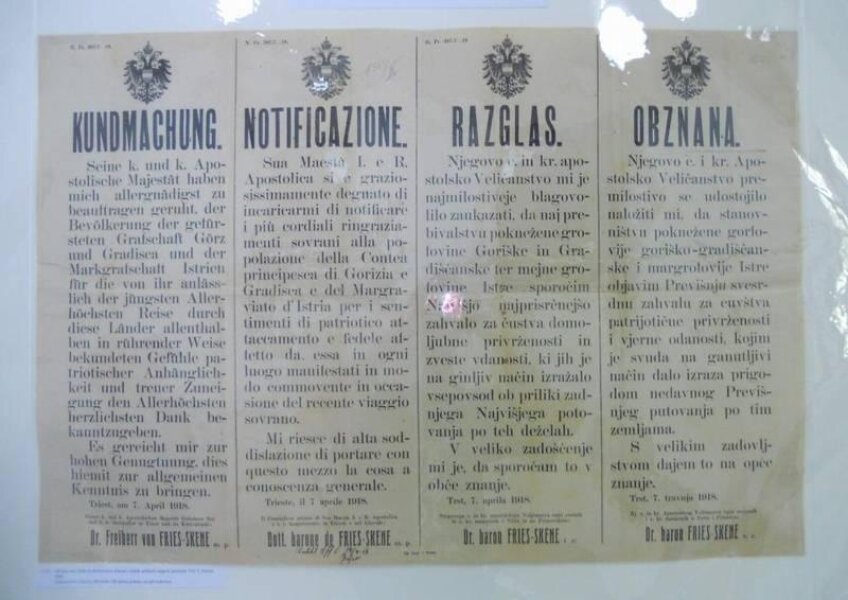 KUNDMACHUNG.
Seine k. und k. Apo-
stolische Majestät haben
mich allergnädigst zu
beauftragen geruht, der
Bevölkerung der gefür-
steten Grafschaft Görz
und Gradisca und der
Markgrafschaft Istrien
für die von ihr anläss-
lich der jüngsten Aller-
höchsten Reise durch
diese Länder allenthal-
ben in rührender Weise
bekundeten Gefühle pa-
triotischer Anhänglich-
keit und treuer Zunei-
gung den Allerhöchsten
herzlichsten Dank be-
kanntzugeben.
Es gereicht mir zur
hohen Genugtuung, dies
hiemit zur allgemeinen
Kenntnis zu bringen.
Triest, am 7. April 1918.
Dr. Freiherr von FRIES-SKENE m. p.
NOTIFICAZIONE.
Sua Maestà I. e R.
Apostolica si è grazio-
sissimamente degnato di
incaricarmi di notificare
i più cordiali ringrazia-
menti sovrani alla po-
polazione della Contea
principesca di Gorizia e
Gradisca e del Margra-
viato d'Istria per i sen-
timenti di patriotico at-
taccamento e fedele af-
fetto da essa in ogni
luogo manifestati in mo-
do commovente in occa-
sione del recente viaggio
sovrano.
Mi riesce di alta sod-
disfazione di portare con
questo mezzo la cosa a
conoscenza generale.
Trieste, il 7 aprile 1918.
Dott. barone de FRIES-SKENE m. p.
RAZGLAS.
Njegovo c. in kr. apo-
stolsko Veličanstvo mi je
najmilostiveje blagovo-
lilo zaukazati, da naj pre-
bivalstvu poknežene gro-
fovine Goriške in Gra-
diščanske ter mejne gro-
fovine Istre sporočim
Najvišjo najprisrčnejšo
zahvalo za čustva domo-
ljubne privrženosti in
zveste vdanosti, ki jih je
na ginljiv način izražalo
vsepovsod ob priliki zad-
njega Najvišjega poto-
vanja po teh deželah.
V veliko zadoščenje
mi je, da sporočam to v
obče znanje.
Trst, 7. aprila 1918.
Dr. baron FRIES-SKENE
OBZNANA.
Njegovo c. i kr. Apo-
stolsko Veličanstvo pre-
milostivo se udostojilo
naložiti mi, da stanov-
ništvu poknežene gorfo-
vije goriško-gradišćan-
ske i margrofovije Istre
objavim Previšnju svesr-
dnu zahvalu za čuvstva
patrijotične privrženosti
i vjerne odanosti, kojim
je svuda na ganutljivi
način dalo izraza prigo-
dom nedavnog Previš-
njeg putovanja po tim
zemljama.
S velikim zadovlj-
stvom dajem to na opće
znanje.
Trst, 7. travnja 1918.
Dr. baron FRIES-SKENE